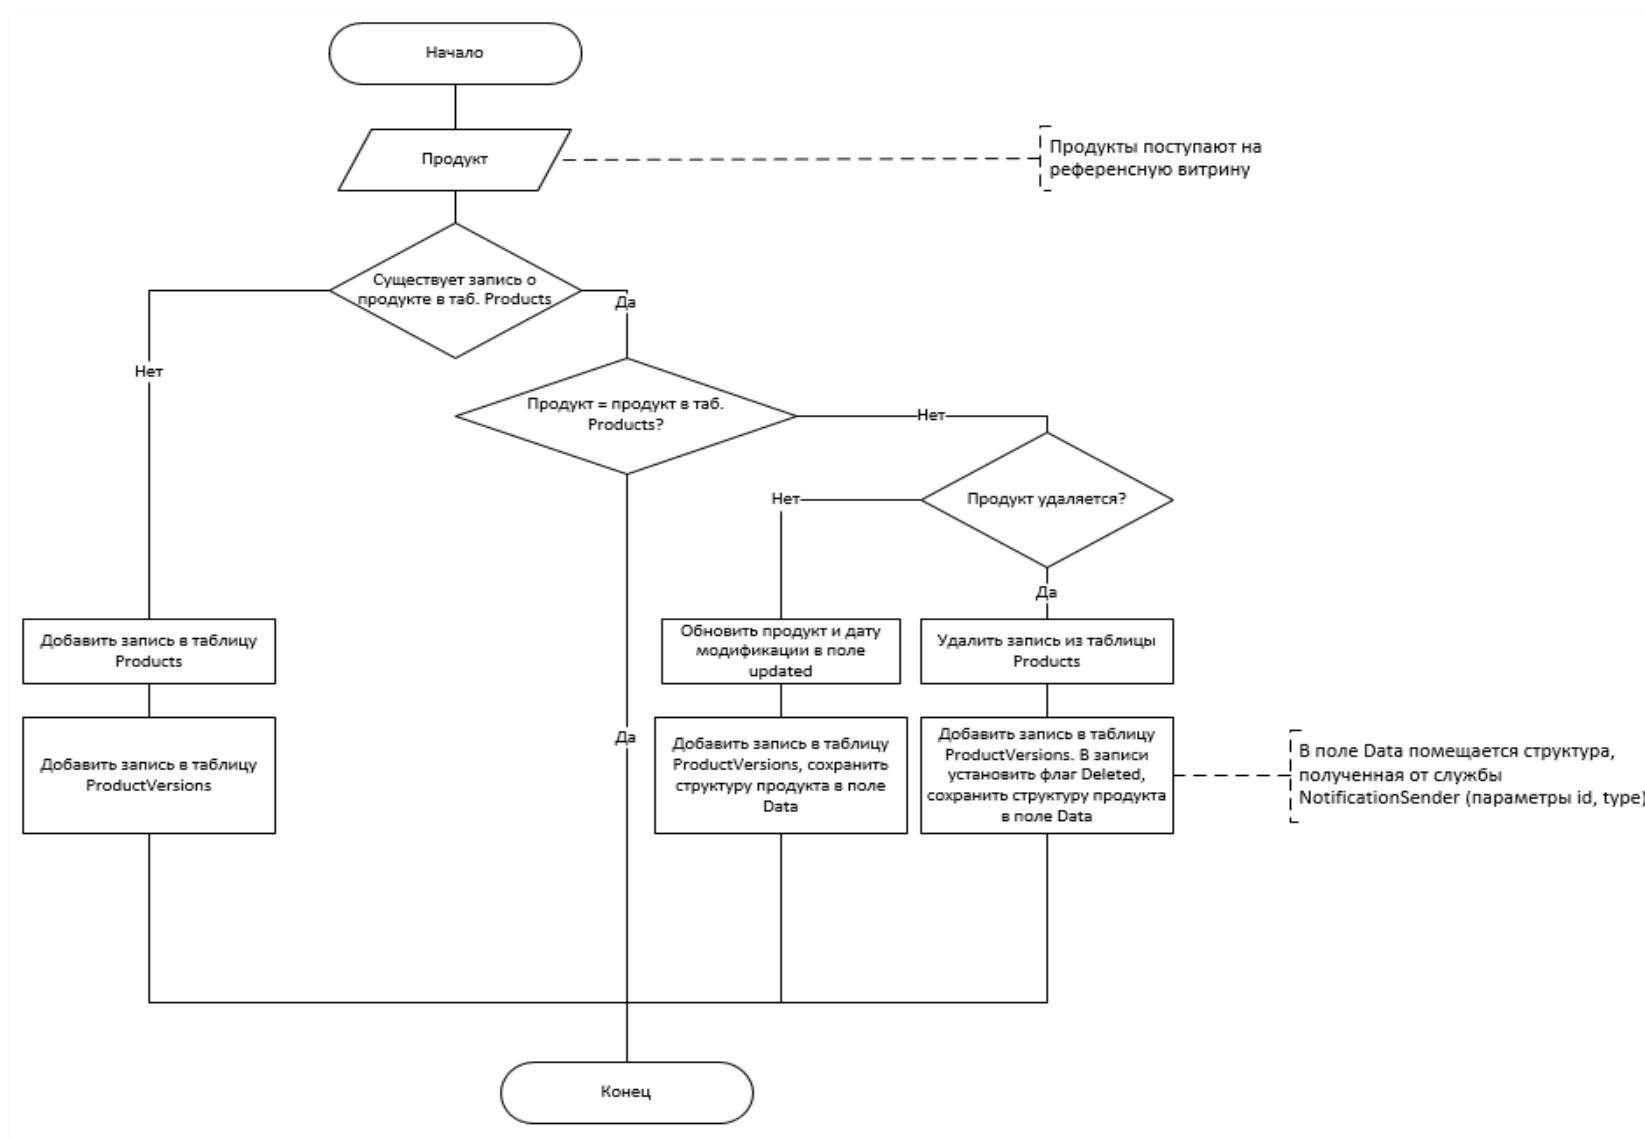 Начало
Продукт
Продукты поступают на
референсную витрину
Существует запись о
продукте в таб. Products
Да
Нет
Продукт = продукт в таб.
Products?
Нет
Продукт удаляется?
Нет
Да
Добавить запись в таблицу
Products
Обновить продукт и дату
модификации в поле
updated
Удалить запись из таблицы
Products
Да
Добавить запись в таблицу
ProductVersions
Добавить запись в таблицу
ProductVersions, сохранить
структуру продукта в поле
Data
Добавить запись в таблицу
ProductVersions. В записи
установить флаг Deleted,
сохранить структуру продукта
в поле Data
В поле Data помещается структура,
полученная от службы
NotificationSender (параметры id, type)
Конец